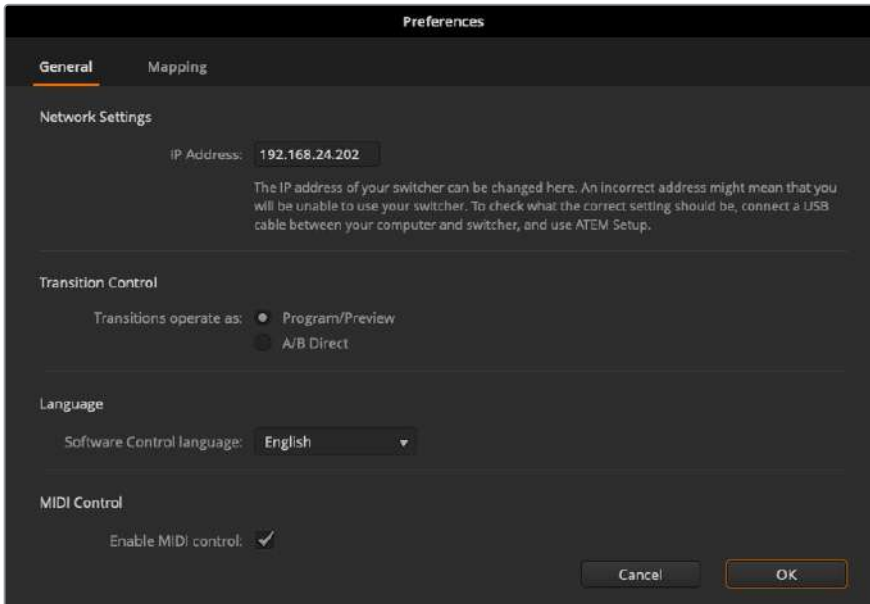 Preferences
General
Mapping
Network Settings
IP Address: 192.168.24.202
The IP address of your switcher can be changed here. An incorrect address might mean that you
will be unable to use your switcher. To check what the correct setting should be, connect a USB
cable between your computer and switcher, and use ATEM Setup.
Transition Control
Transitions operate as: Program/Preview
A/B Direct
Language
Software Control language: English
MIDI Control
Enable MIDI control:
Cancel
OK